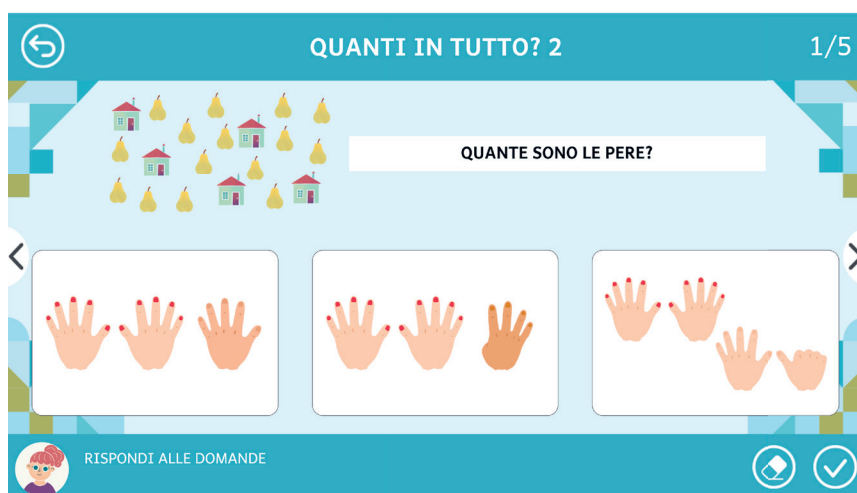 QUANTI IN TUTTO? 2
1/5
QUANTE SONO LE PERE?
RISPONDI ALLE DOMANDE